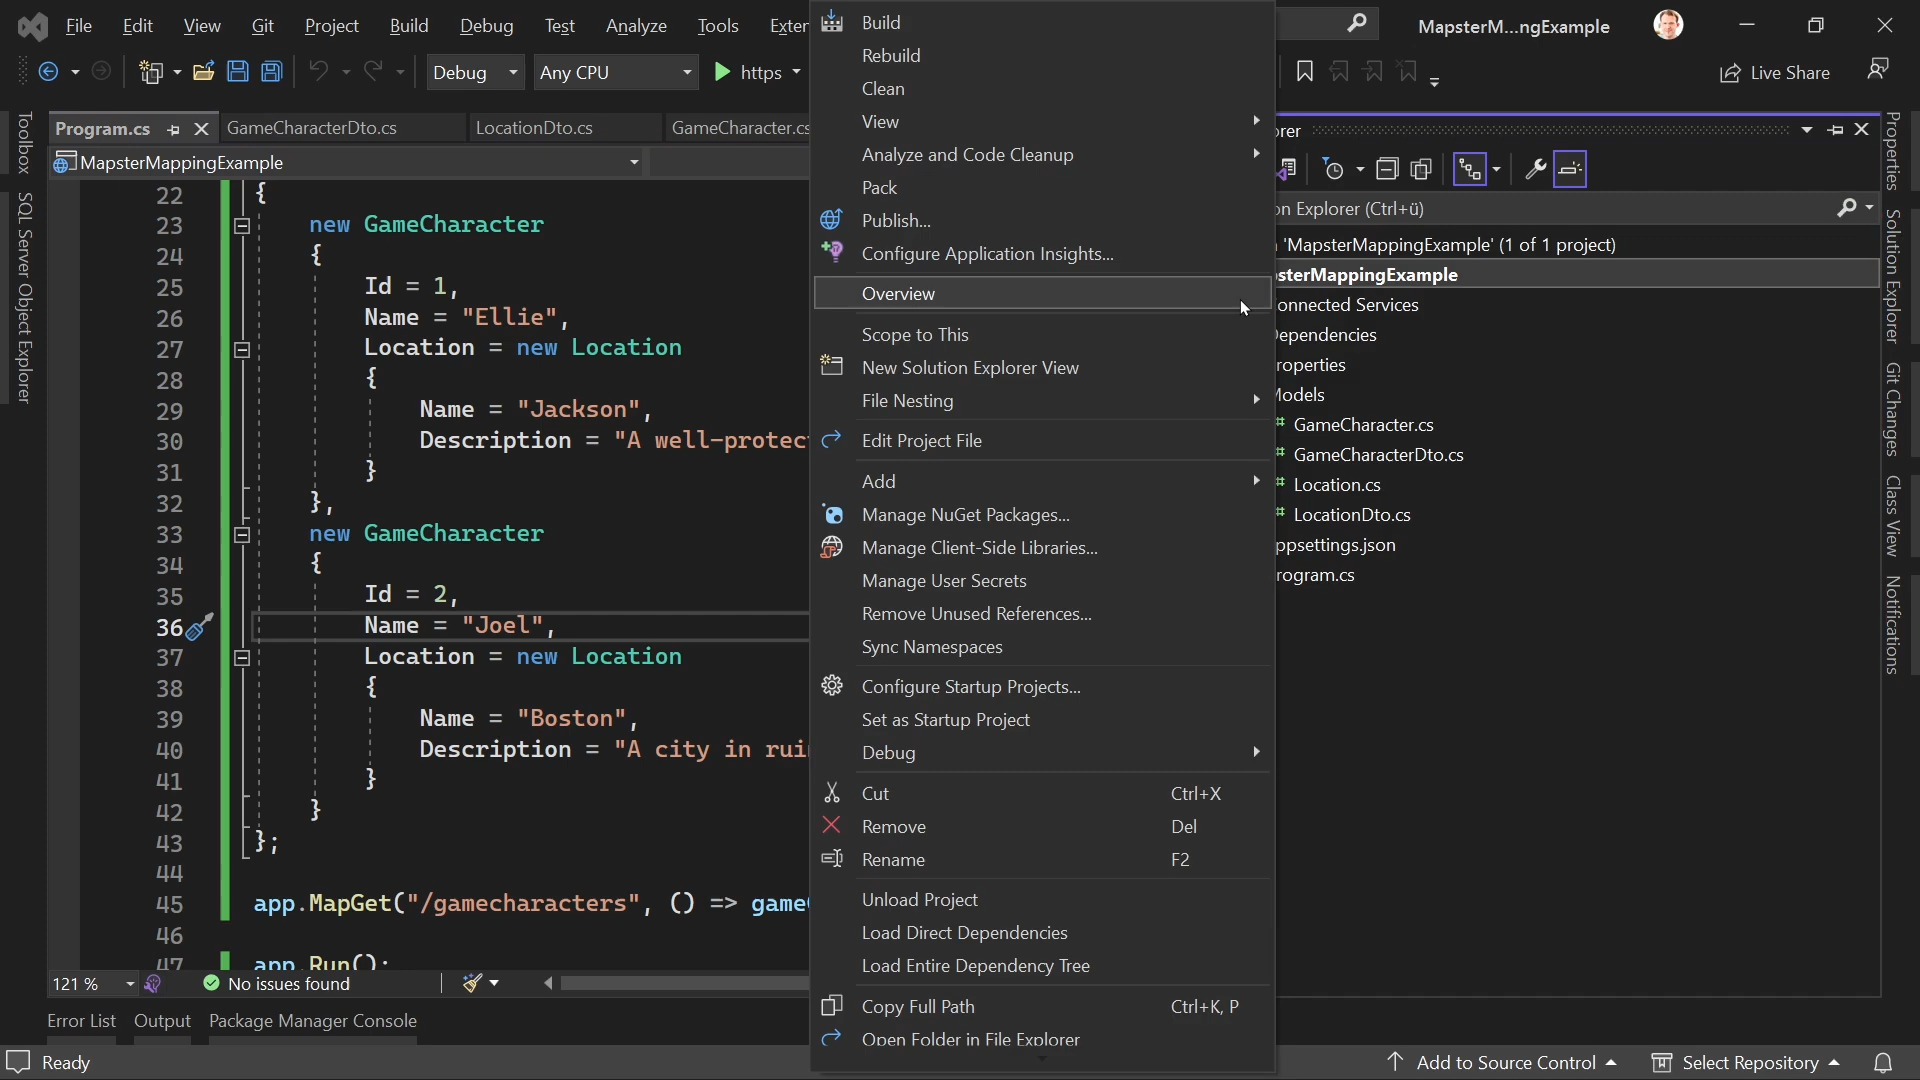 File Edit View Git Project Build Debug Test Analyze Tools Exter
MapsterM...ngExample
Debug Any CPU https
Live Share
Program.cs GameCharacterDto.cs LocationDto.cs GameCharacter.cs
MapsterMappingExample
Toolbox
SQL Server Object Explorer
22 {
23 new GameCharacter
24 {
25 Id = 1,
26 Name = "Ellie",
27 Location = new Location
28 {
29 Name = "Jackson",
30 Description = "A well-protec
31 }
32 },
33 new GameCharacter
34 {
35 Id = 2,
36 Name = "Joel",
37 Location = new Location
38 {
39 Name = "Boston",
40 Description = "A city in rui
41 }
42 }
43 };
44
45 app.MapGet("/gamecharacters", () => game
46
47 app.Run();
121 % No issues found
Error List Output Package Manager Console
Ready
Build
Rebuild
Clean
View
Analyze and Code Cleanup
Pack
Publish...
Configure Application Insights...
Overview
Scope to This
New Solution Explorer View
File Nesting
Edit Project File
Add
Manage NuGet Packages...
Manage Client-Side Libraries...
Manage User Secrets
Remove Unused References...
Sync Namespaces
Configure Startup Projects...
Set as Startup Project
Debug
Cut Ctrl+X
Remove Del
Rename F2
Unload Project
Load Direct Dependencies
Load Entire Dependency Tree
Copy Full Path Ctrl+K, P
Open Folder in File Explorer
orer
on Explorer (Ctrl+ü)
'MapsterMappingExample' (1 of 1 project)
psterMappingExample
onnected Services
ependencies
roperties
Models
GameCharacter.cs
GameCharacterDto.cs
Location.cs
LocationDto.cs
ppsettings.json
rogram.cs
Properties
Solution Explorer
Git Changes
Class View
Notifications
Add to Source Control Select Repository